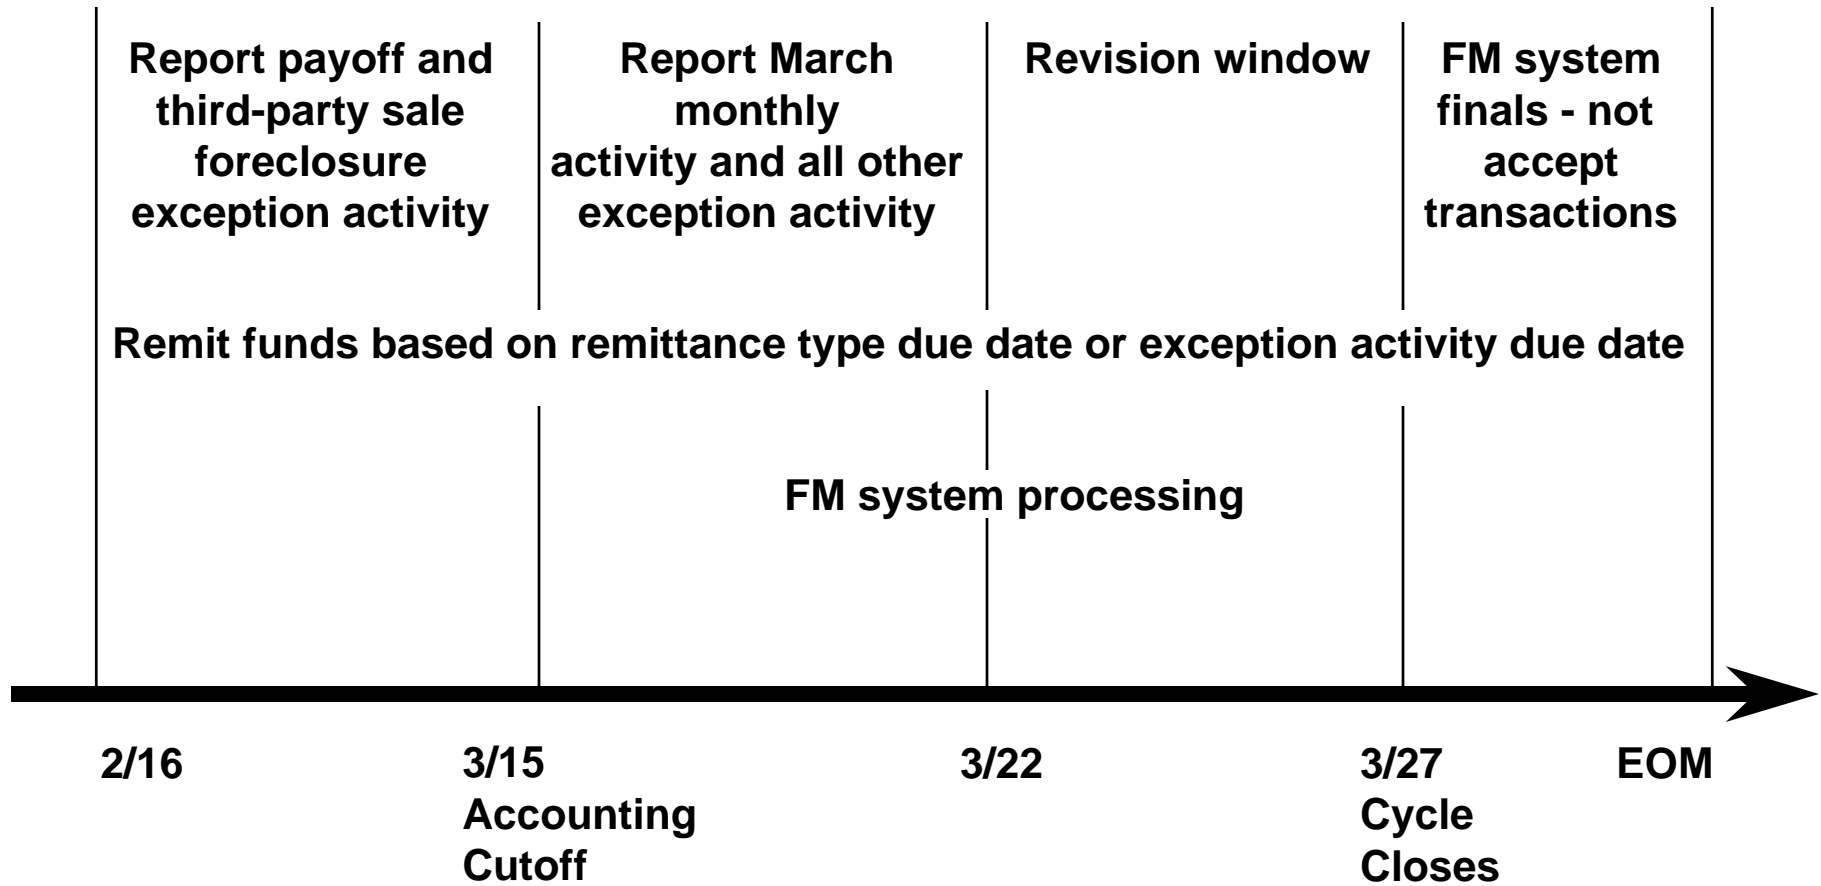 Report payoff and
third-party sale
foreclosure
exception activity
Report March
monthly
activity and all other
exception activity
Revision window
FM system
finals - not
accept
transactions
Remit funds based on remittance type due date or exception activity due date
FM system processing
2/16
3/15
Accounting
Cutoff
3/22
3/27
Cycle
Closes
EOM